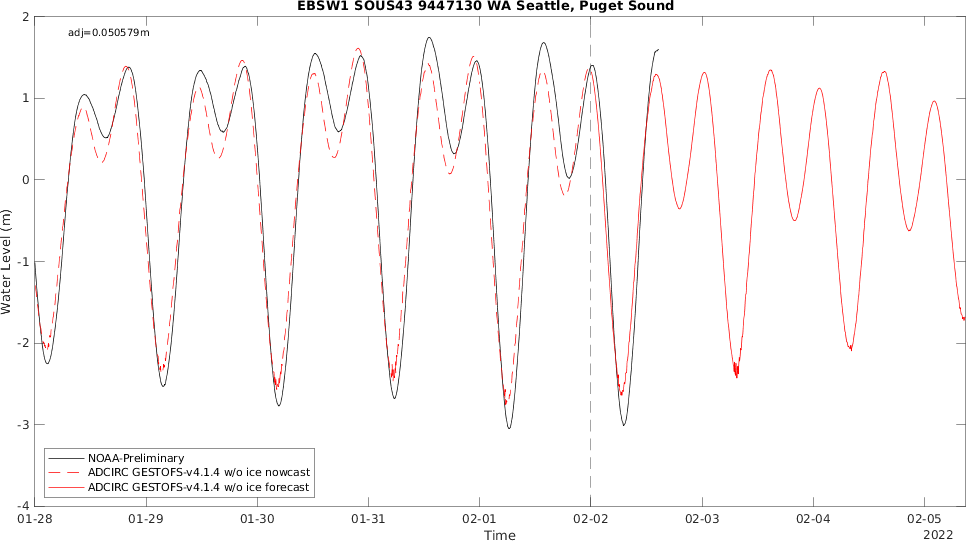 EBSW1 SOUS43 9447130 WA Seattle, Puget Sound
adj=0.050579m
2
1
0
-1
-2
-3
-4
Water Level (m)
NOAA-Preliminary
ADCIRC GESTOFS-v4.1.4 w/o ice nowcast
ADCIRC GESTOFS-v4.1.4 w/o ice forecast
01-28 01-29 01-30 01-31 02-01 02-02 02-03 02-04 02-05
Time
2022